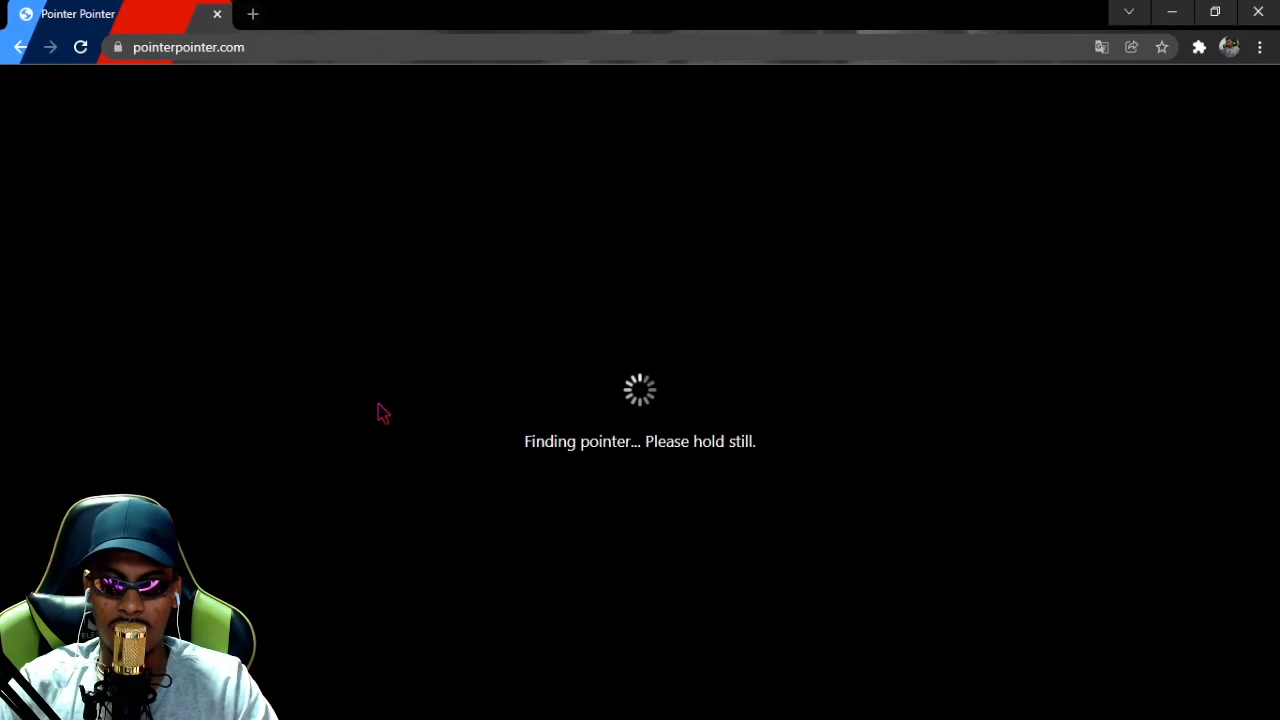 Pointer Pointer
pointerpointer.com
Finding pointer... Please hold still.